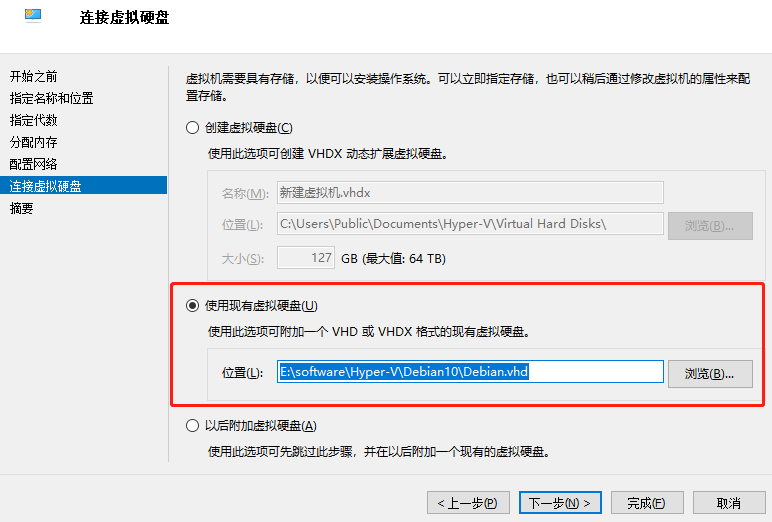 连接虚拟硬盘
开始之前
指定名称和位置
指定代数
分配内存
配置网络
连接虚拟硬盘
摘要
虚拟机需要具有存储，以便可以安装操作系统。可以立即指定存储，也可以稍后通过修改虚拟机的属性来配
置存储。
创建虚拟硬盘(C)
使用此选项可创建 VHDX 动态扩展虚拟硬盘。
名称(M): 新建虚拟机.vhdx
位置(L): C:\Users\Public\Documents\Hyper-V\Virtual Hard Disks\ 浏览(B)...
大小(S): 127 GB (最大值: 64 TB)
使用现有虚拟硬盘(U)
使用此选项可附加一个 VHD 或 VHDX 格式的现有虚拟硬盘。
位置(L): E:\software\Hyper-V\Debian10\Debian.vhd 浏览(B)...
以后附加虚拟硬盘(A)
使用此选项可先跳过此步骤，并在以后附加一个现有的虚拟硬盘。
< 上一步(P) 下一步(N) > 完成(F) 取消